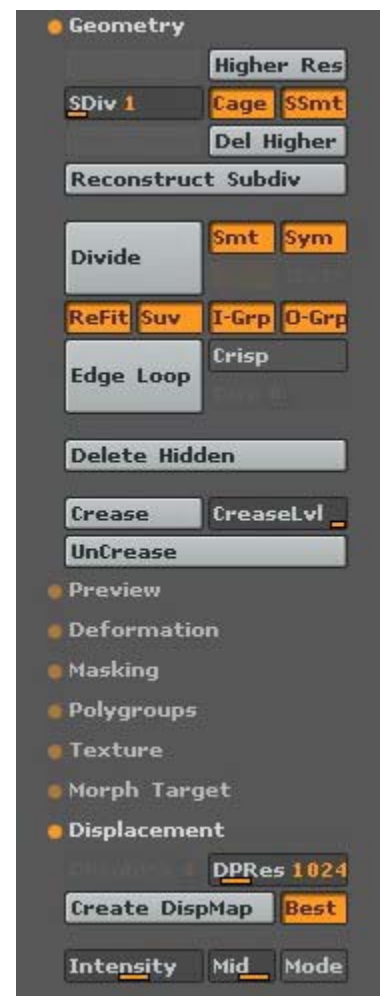 Geometry
Higher Res
SDiv 1 Cage SSmt
Del Higher
Reconstruct Subdiv
Divide Smt Sym
ReFit Suv I-Grp O-Grp
Edge Loop Crisp
Delete Hidden
Crease CreaseLvl
UnCrease
Preview
Deformation
Masking
Polygroups
Texture
Morph Target
Displacement
DPRes 1024
Create DispMap Best
Intensity Mid Mode